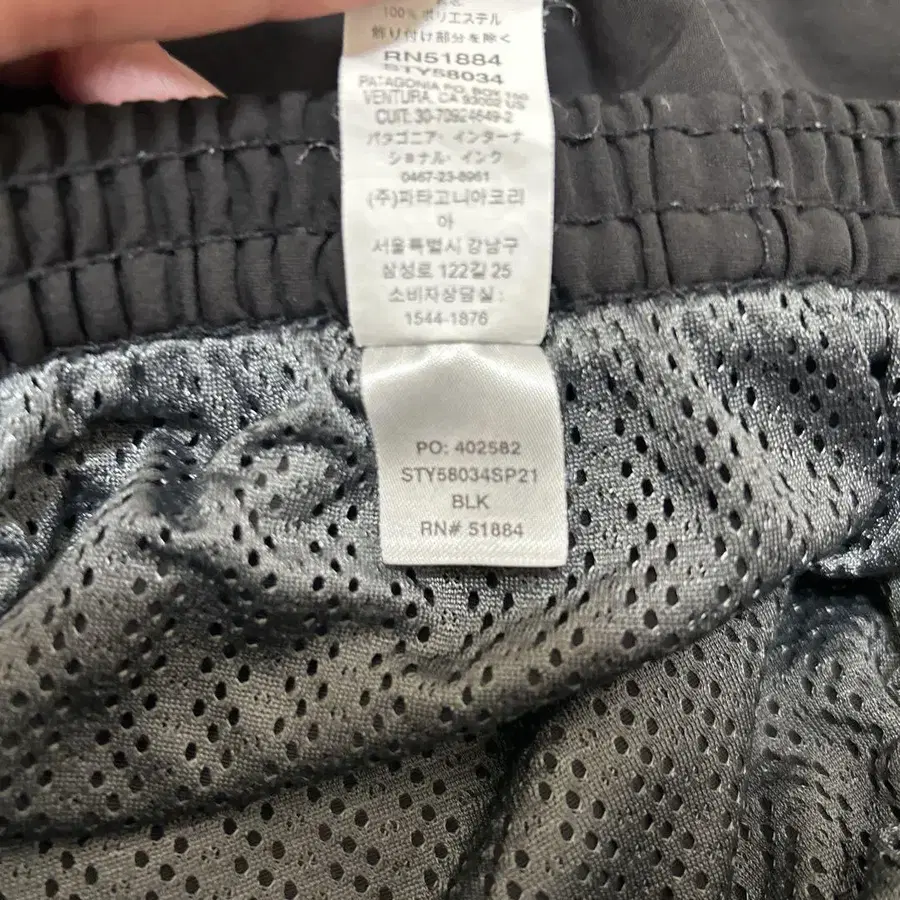 100% ポリエステル
飾り付け部分を除く
RN51884
STY58034
PATAGONIA P.O. BOX 150
VENTURA, CA 93002 US
CUIT: 30-70924649-2
パタゴニア・インターナ
ショナル・インク
0467-23-8961
(주)파타고니아코리
아
서울특별시 강남구
삼성로 122길 25
소비자상담실 :
1544-1876
PO: 402582
STY58034SP21
BLK
RN# 51884